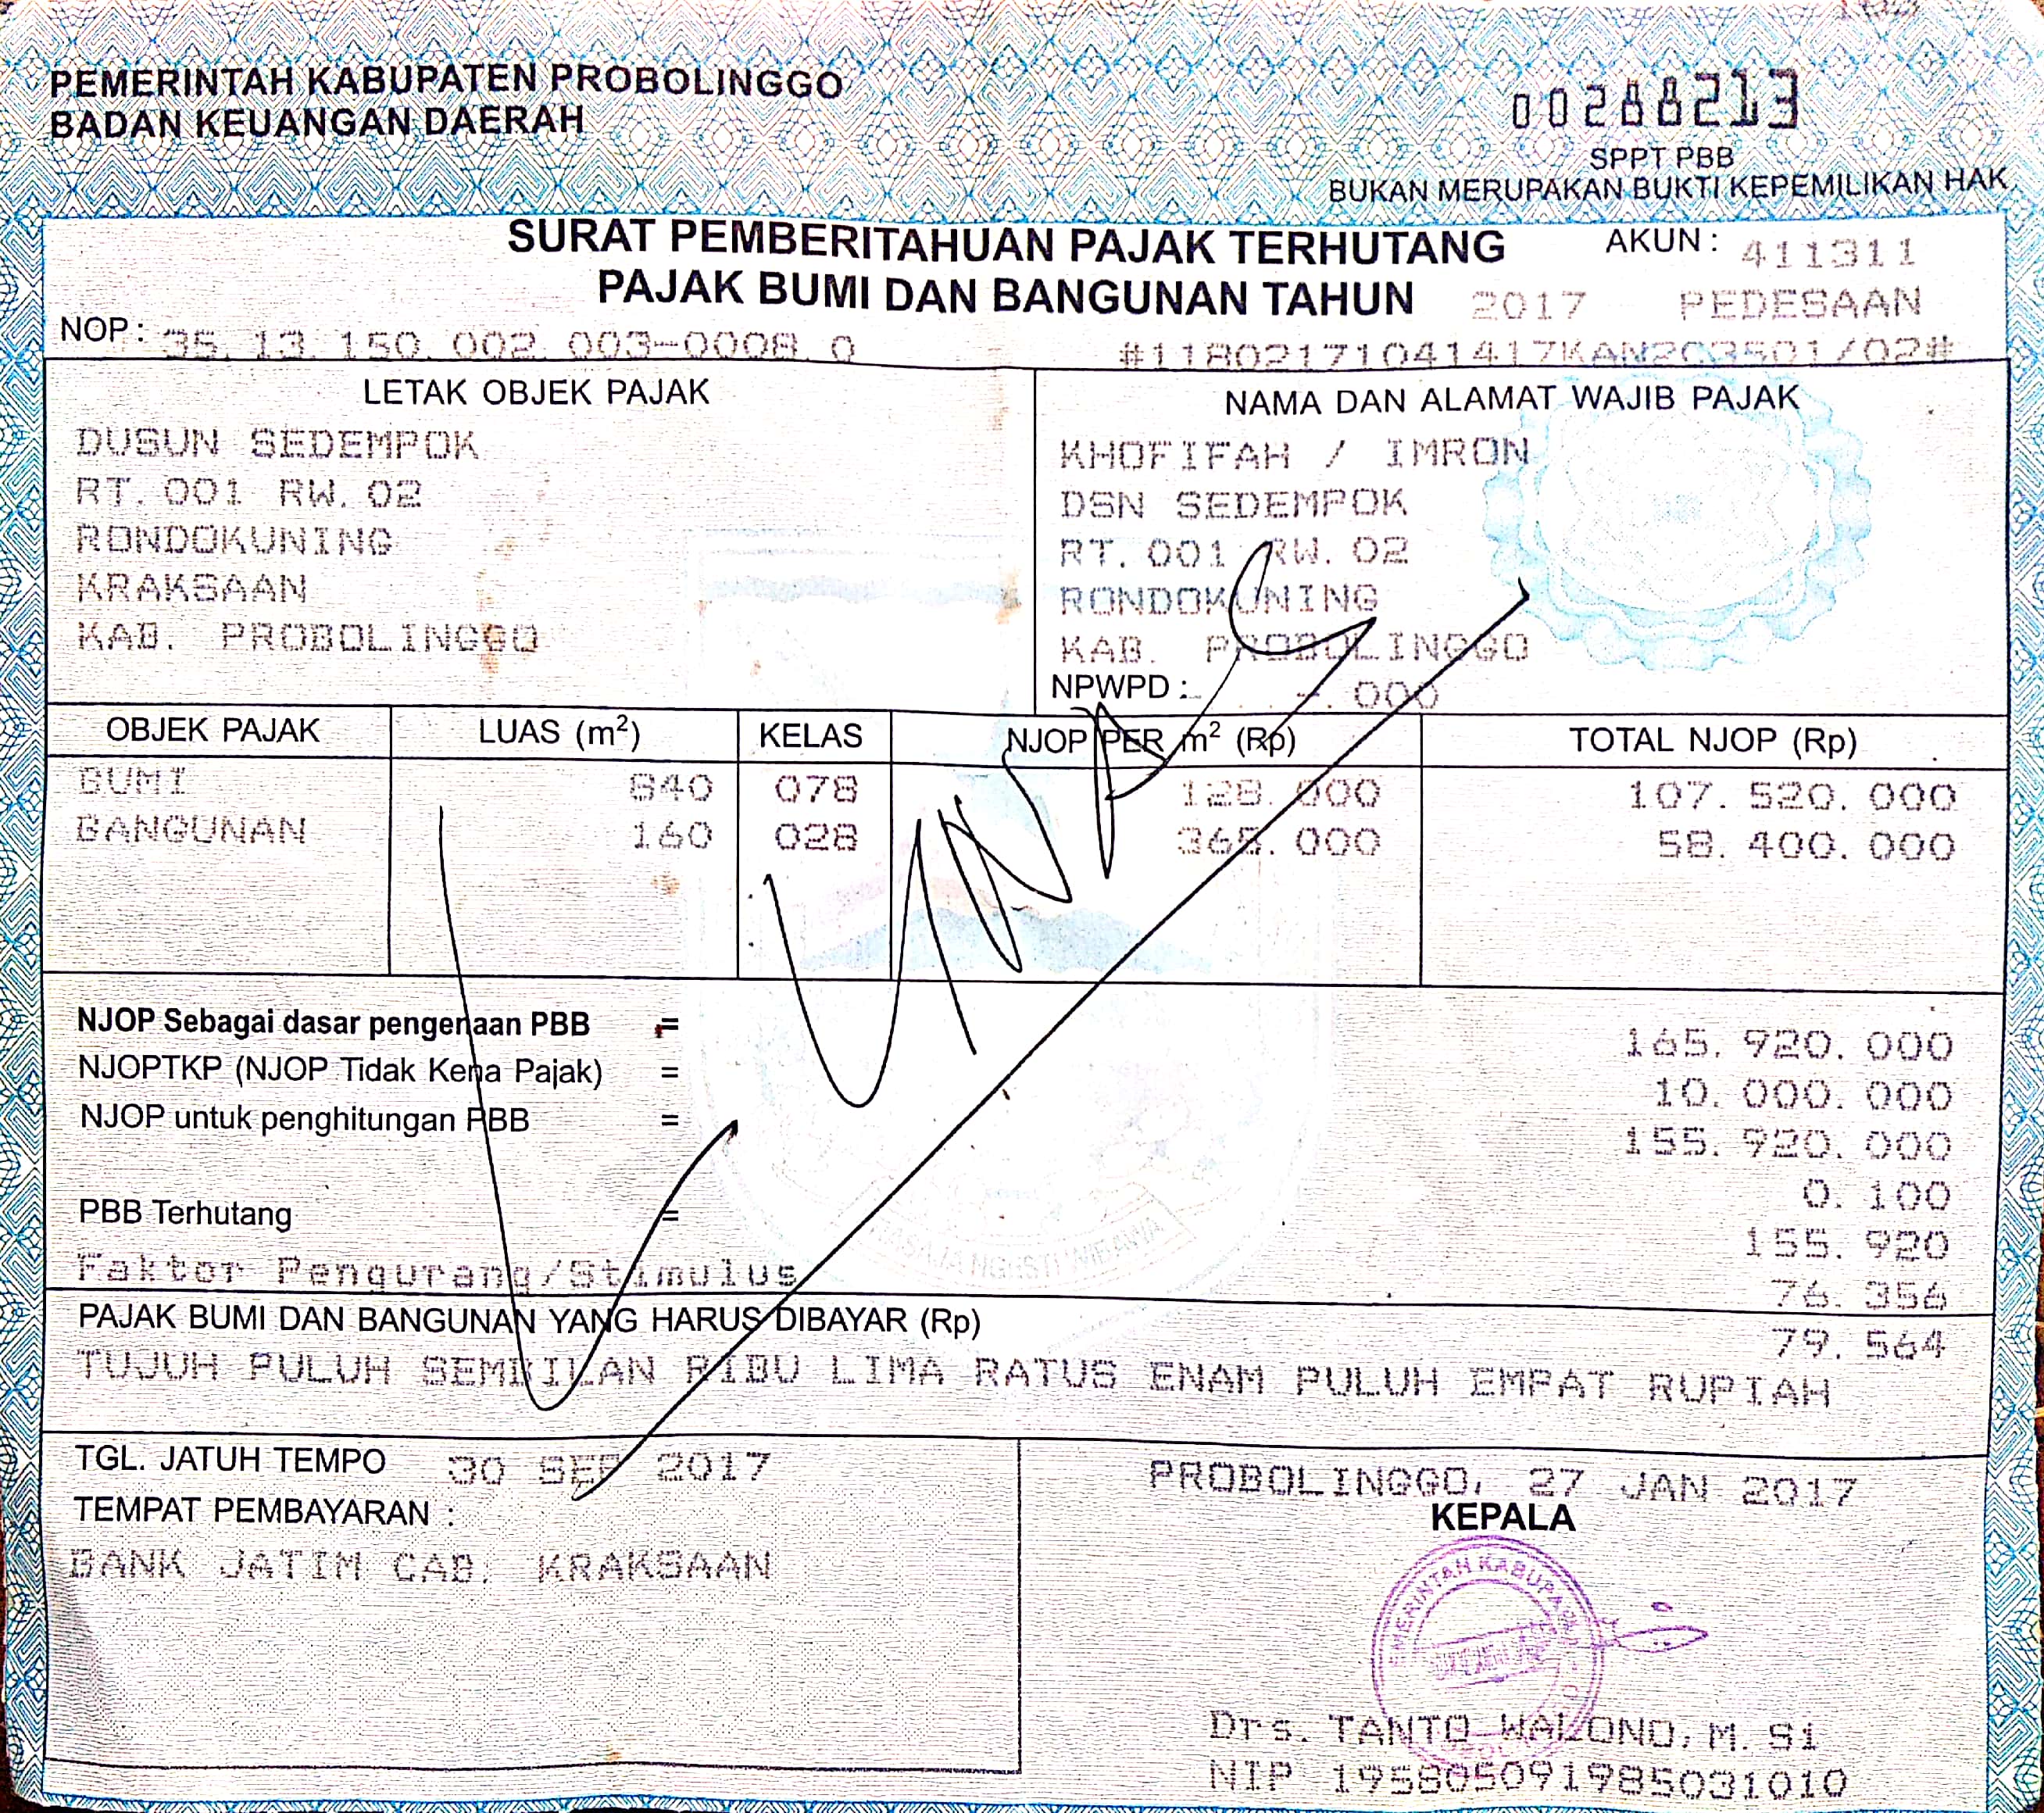 PEMERINTAH KABUPATEN PROBOLINGGO
BADAN KEUANGAN DAERAH
00288213
SPPT PBB
BUKAN MERUPAKAN BUKTI KEPEMILIKAN HAK
SURAT PEMBERITAHUAN PAJAK TERHUTANG
AKUN : 411311
PAJAK BUMI DAN BANGUNAN TAHUN 2017 PEDESAAN
NOP : 35.13.150.002.003-0008.0
#11802171041417KAN2C3501/02#
LETAK OBJEK PAJAK
DUSUN SEDEMPOK
RT.001 RW.02
RONDOKUNING
KRAKSAAN
KAB. PROBOLINGGO
NAMA DAN ALAMAT WAJIB PAJAK
KHOFIFAH / IMRON
DSN SEDEMPOK
RT.001 RW.02
RONDOKUNING
KAB. PROBOLINGGO
NPWPD : - .000
OBJEK PAJAK LUAS (m²) KELAS NJOP PER m² (Rp) TOTAL NJOP (Rp)
BUMI 840 078 128.000 107.520.000
BANGUNAN 160 028 365.000 58.400.000
LUNAS
NJOP Sebagai dasar pengenaan PBB = 165.920.000
NJOPTKP (NJOP Tidak Kena Pajak) = 10.000.000
NJOP untuk penghitungan PBB = 155.920.000
0.100
PBB Terhutang = 155.920
Faktor Pengurang/Stimulus 76.356
PAJAK BUMI DAN BANGUNAN YANG HARUS DIBAYAR (Rp) 79.564
TUJUH PULUH SEMBILAN RIBU LIMA RATUS ENAM PULUH EMPAT RUPIAH
TGL. JATUH TEMPO 30 SEP 2017
TEMPAT PEMBAYARAN :
BANK JATIM CAB. KRAKSAAN
PROBOLINGGO, 27 JAN 2017
KEPALA
Drs. TANTO WALONO, M.Si
NIP 195805091985031010